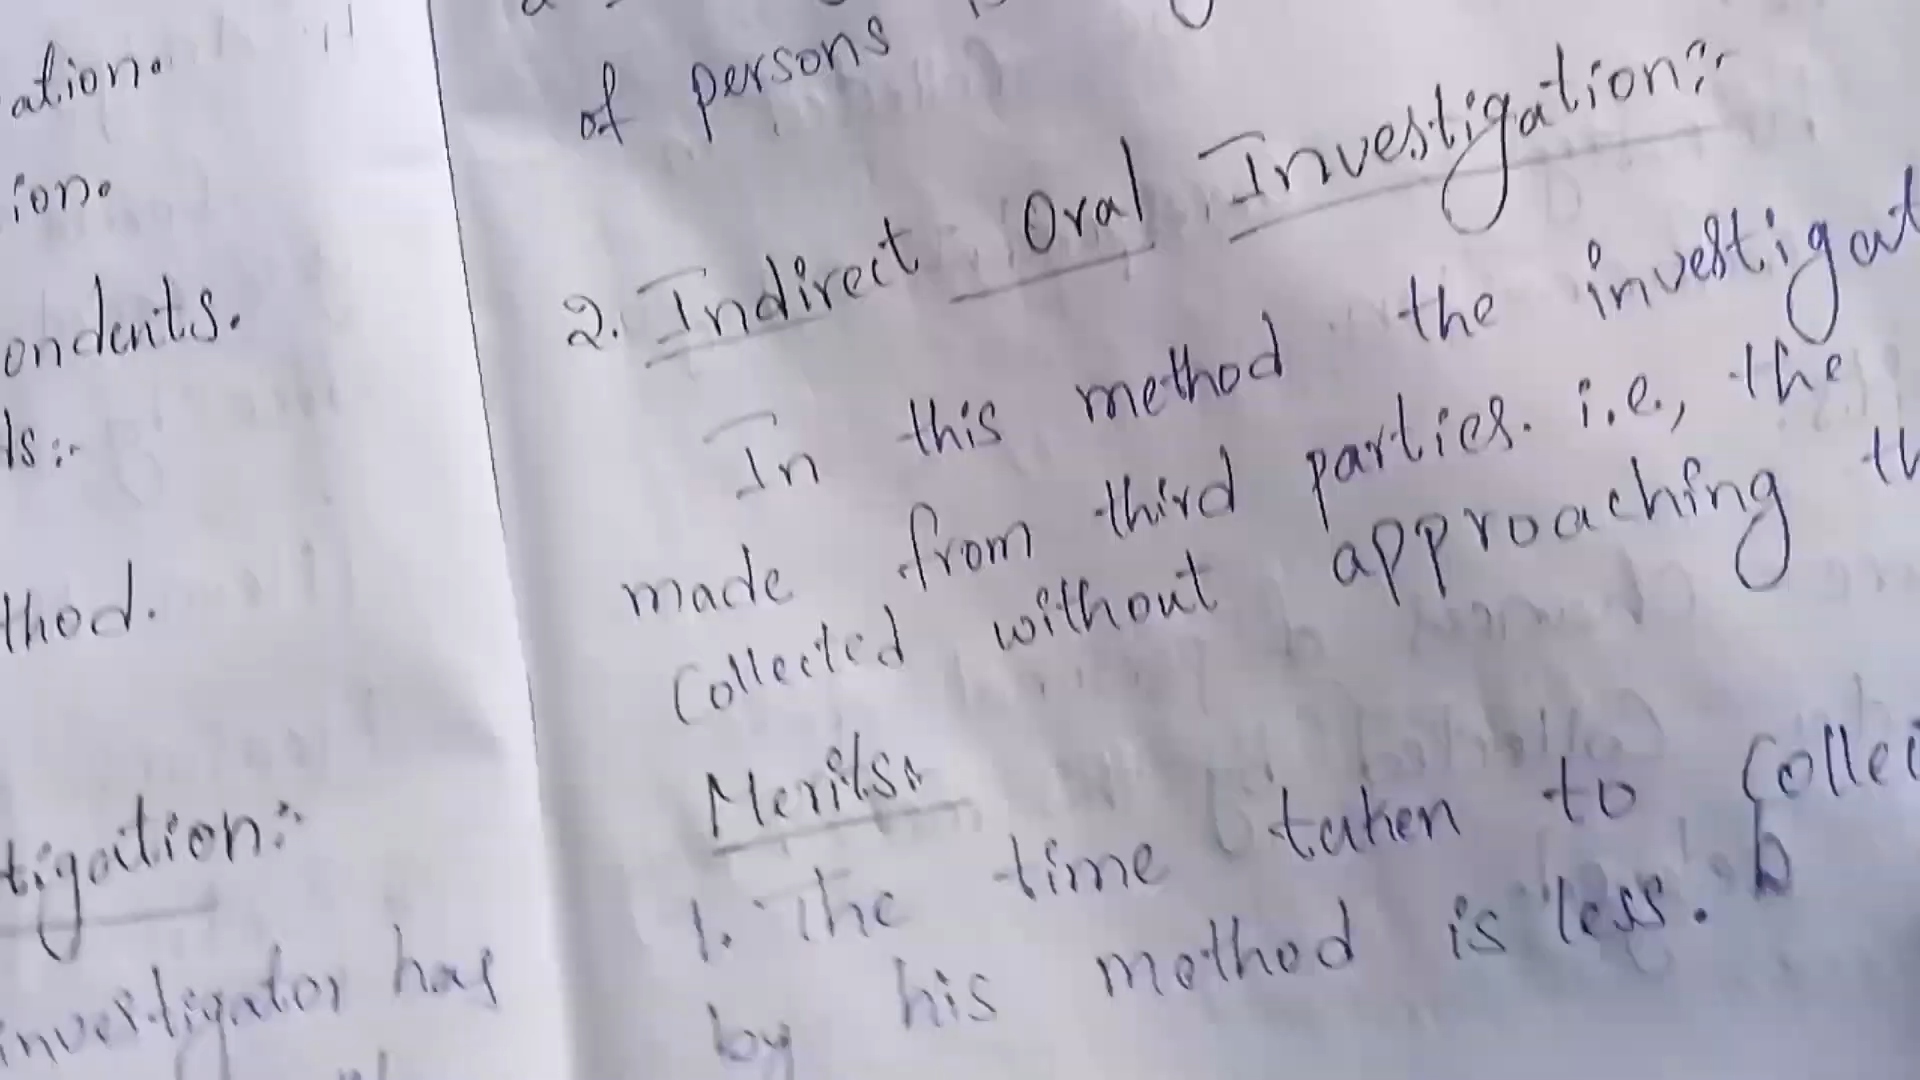 ation.
ion.
ondents.
ls:-
thod.
tigation:-
investigator has
of persons
2. Indirect Oral Investigation:-
In this method the investigat
made from third parties. i.e., the
Collected without approaching th
Merits:
1. The time taken to Collec
by his method is less. b